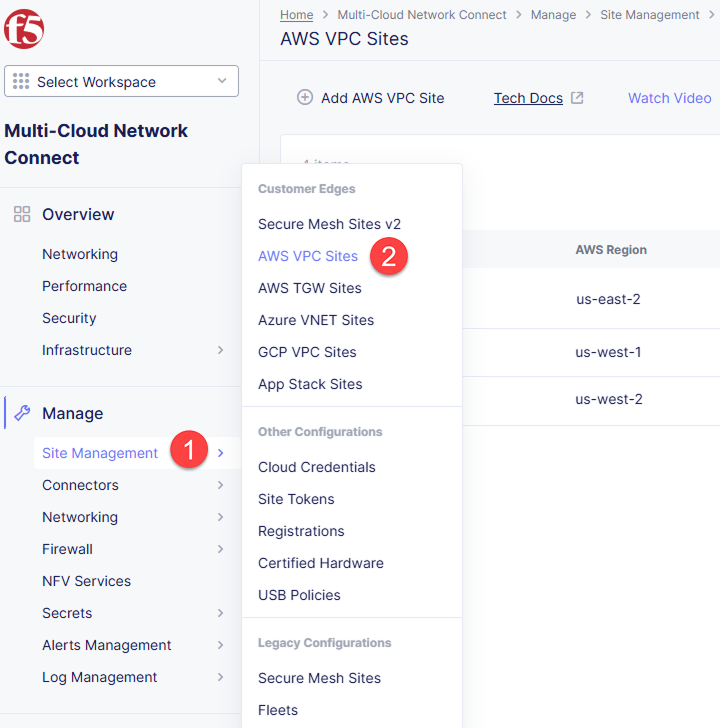 f5
Home > Multi-Cloud Network Connect > Manage > Site Management >
AWS VPC Sites
Select Workspace
Add AWS VPC Site
Tech Docs
Watch Video
Multi-Cloud Network
Connect
items
Overview
Networking
Performance
Security
Infrastructure
Manage
Site Management
1
Connectors
Networking
Firewall
NFV Services
Secrets
Alerts Management
Log Management
Customer Edges
Secure Mesh Sites v2
AWS VPC Sites
2
AWS TGW Sites
Azure VNET Sites
GCP VPC Sites
App Stack Sites
Other Configurations
Cloud Credentials
Site Tokens
Registrations
Certified Hardware
USB Policies
Legacy Configurations
Secure Mesh Sites
Fleets
AWS Region
us-east-2
us-west-1
us-west-2